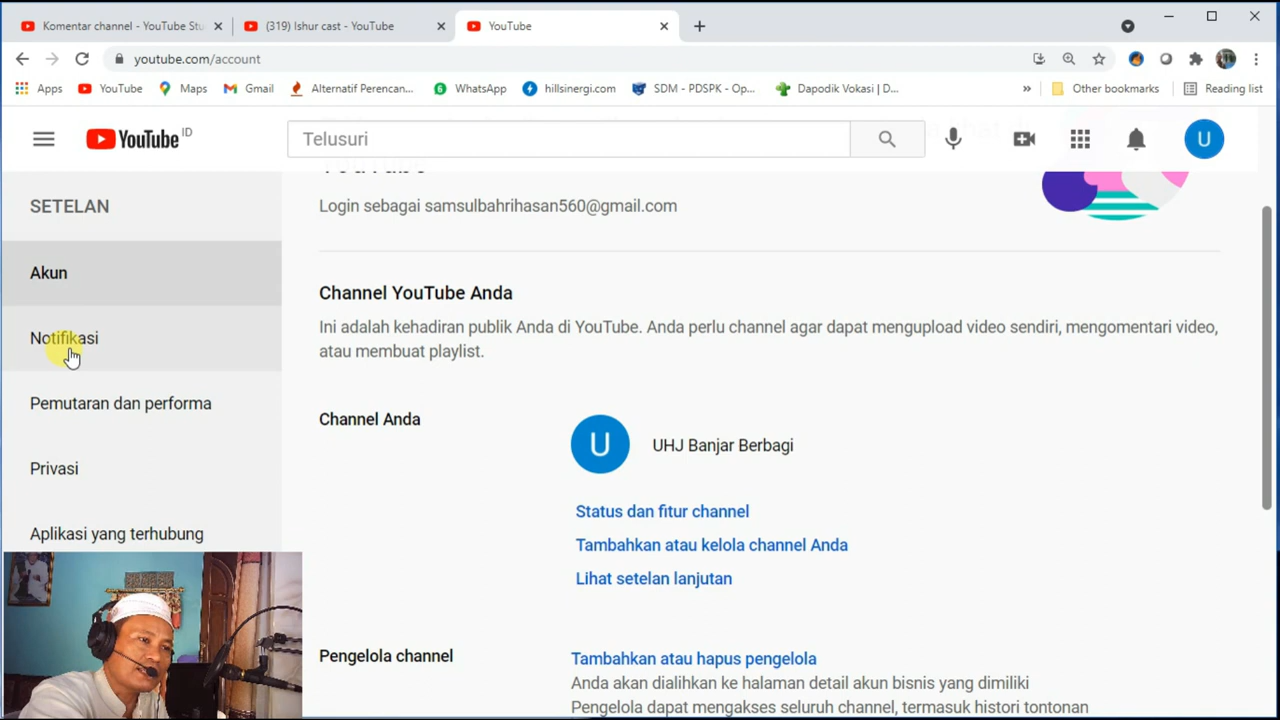 Komentar channel - YouTube Stu
(319) Ishur cast - YouTube
YouTube
youtube.com/account
Apps
YouTube
Maps
Gmail
Alternatif Perencan...
WhatsApp
hillsinergi.com
SDM - PDSPK - Op...
Dapodik Vokasi | D...
»
Other bookmarks
Reading list
YouTube ID
Telusuri
U
SETELAN
Akun
Notifikasi
Pemutaran dan performa
Privasi
Aplikasi yang terhubung
Login sebagai samsulbahrihasan560@gmail.com
Channel YouTube Anda
Ini adalah kehadiran publik Anda di YouTube. Anda perlu channel agar dapat mengupload video sendiri, mengomentari video,
atau membuat playlist.
Channel Anda
U
UHJ Banjar Berbagi
Status dan fitur channel
Tambahkan atau kelola channel Anda
Lihat setelan lanjutan
Pengelola channel
Tambahkan atau hapus pengelola
Anda akan dialihkan ke halaman detail akun bisnis yang dimiliki
Pengelola dapat mengakses seluruh channel, termasuk histori tontonan